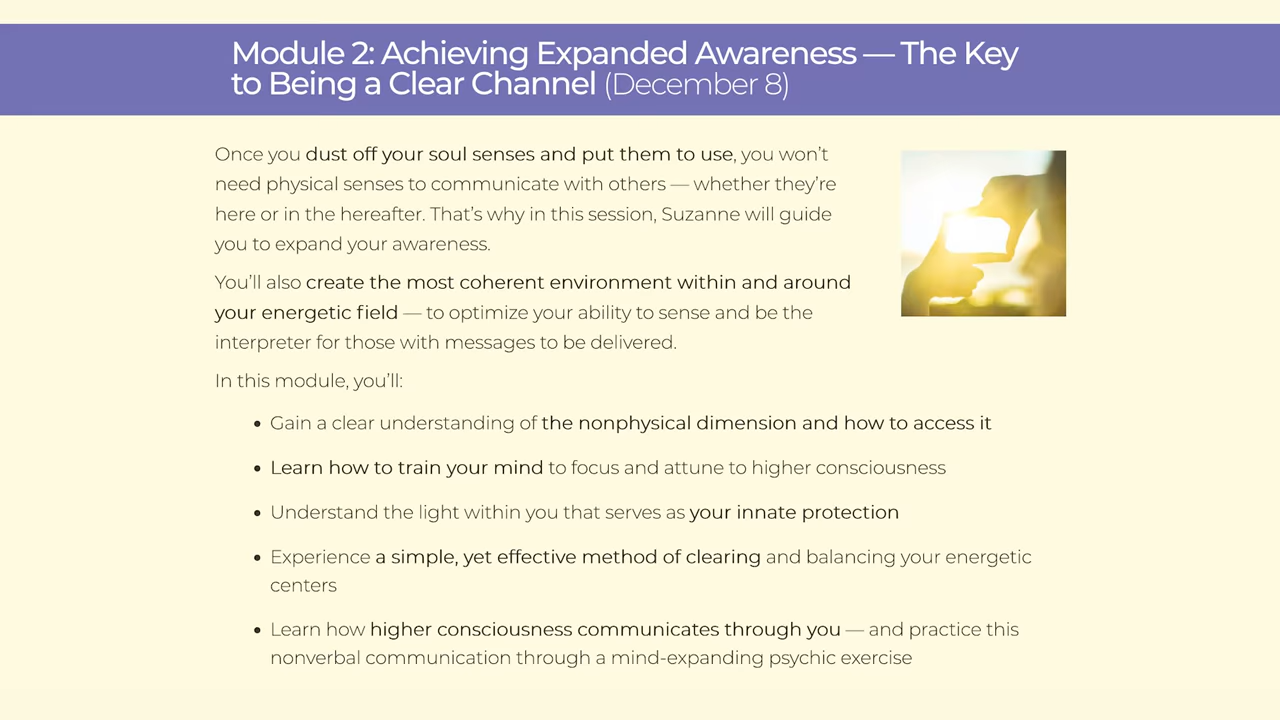 Module 2: Achieving Expanded Awareness — The Key
to Being a Clear Channel (December 8)
Once you dust off your soul senses and put them to use, you won't
need physical senses to communicate with others — whether they're
here or in the hereafter. That's why in this session, Suzanne will guide
you to expand your awareness.
You'll also create the most coherent environment within and around
your energetic field — to optimize your ability to sense and be the
interpreter for those with messages to be delivered.
In this module, you'll:
• Gain a clear understanding of the nonphysical dimension and how to access it
• Learn how to train your mind to focus and attune to higher consciousness
• Understand the light within you that serves as your innate protection
• Experience a simple, yet effective method of clearing and balancing your energetic
centers
• Learn how higher consciousness communicates through you — and practice this
nonverbal communication through a mind-expanding psychic exercise